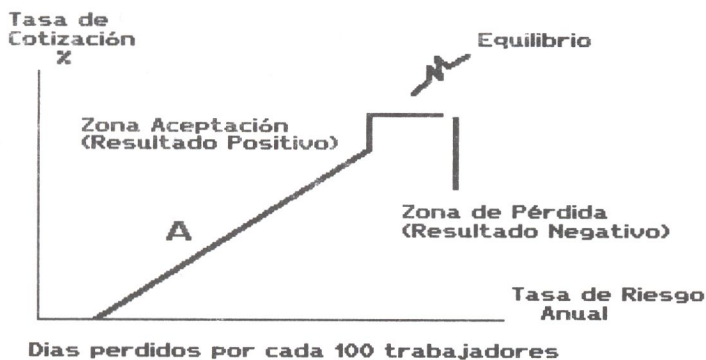 Tasa de
Cotización
%
Equilibrio
Zona Aceptación
(Resultado Positivo)
A
Zona de Pérdida
(Resultado Negativo)
Tasa de Riesgo
Anual
Dias perdidos por cada 100 trabajadores